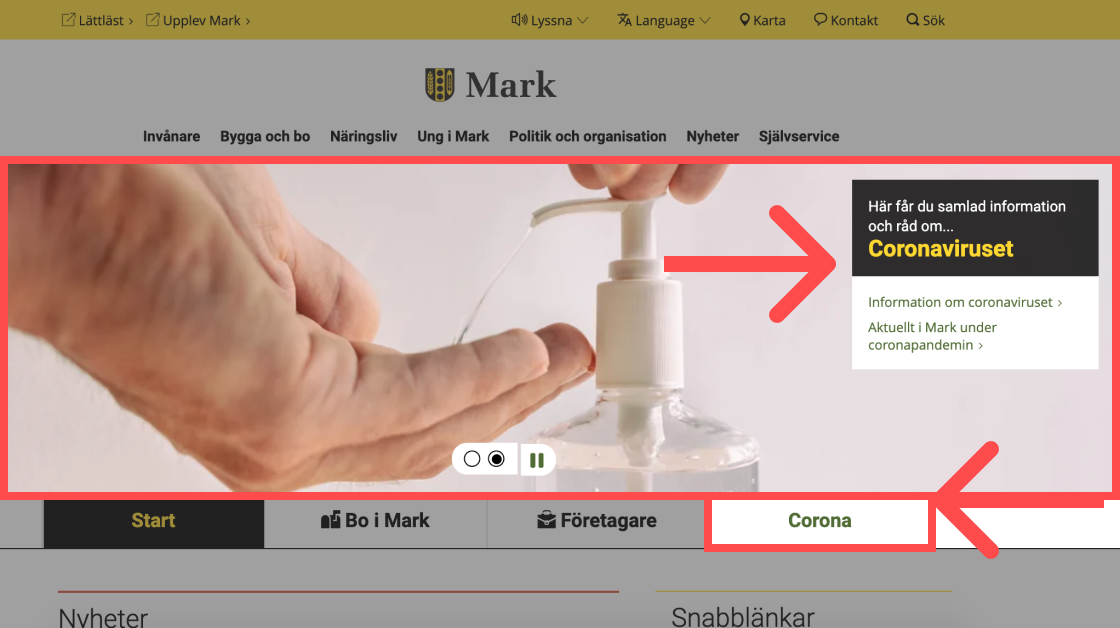 Lättläst › Upplev Mark › Lyssna Language Karta Kontakt Sök
Mark
Invånare Bygga och bo Näringsliv Ung i Mark Politik och organisation Nyheter Självservice
Här får du samlad information
och råd om...
Coronaviruset
Information om coronaviruset ›
Aktuellt i Mark under
coronapandemin ›
Start Bo i Mark Företagare Corona
Nyheter Snabblänkar